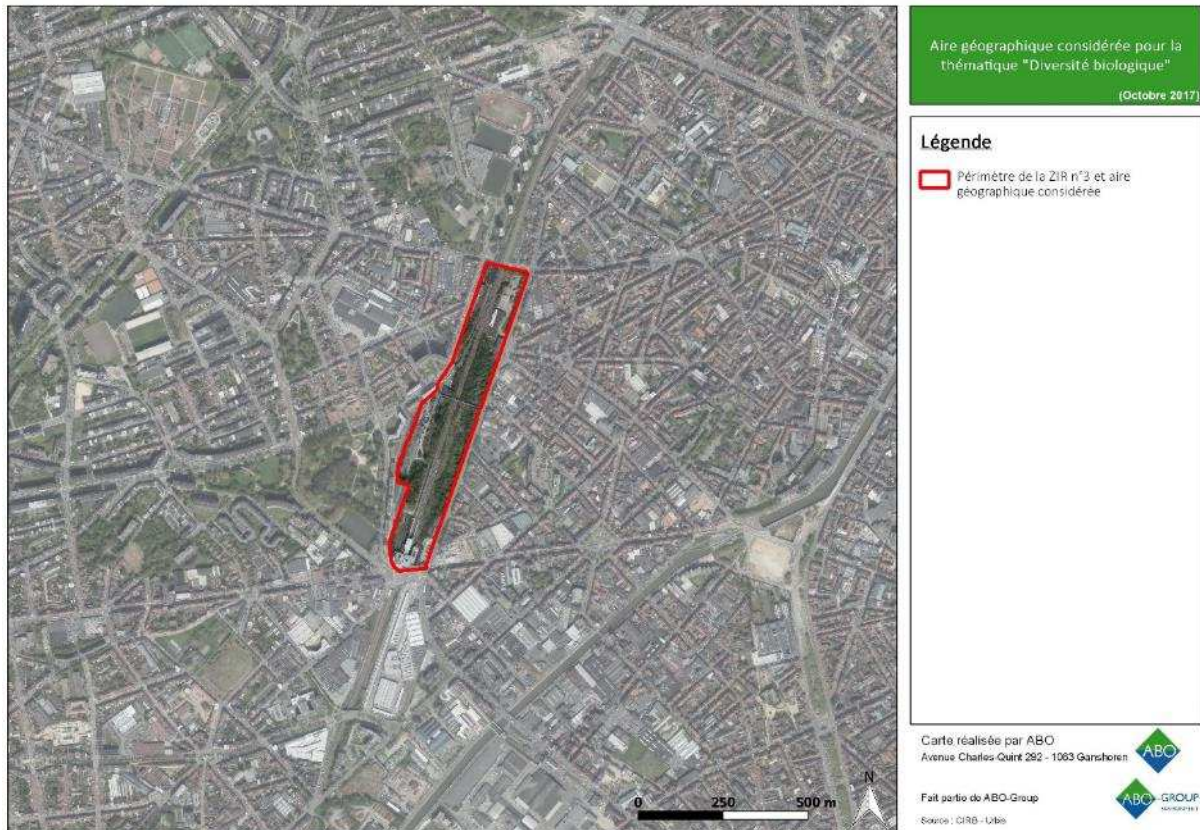 Aire géographique considérée pour la
thématique "Diversité biologique"
(Octobre 2017)
Légende
Périmètre de la ZIR n°3 et aire
géographique considérée
Carte réalisée par ABO
Avenue Charles-Quint 292 - 1083 Ganshoren
ABO
Fait partie de ABO-Group
ABO-GROUP
Source : CIRB - Urbis
N
0 250 500 m